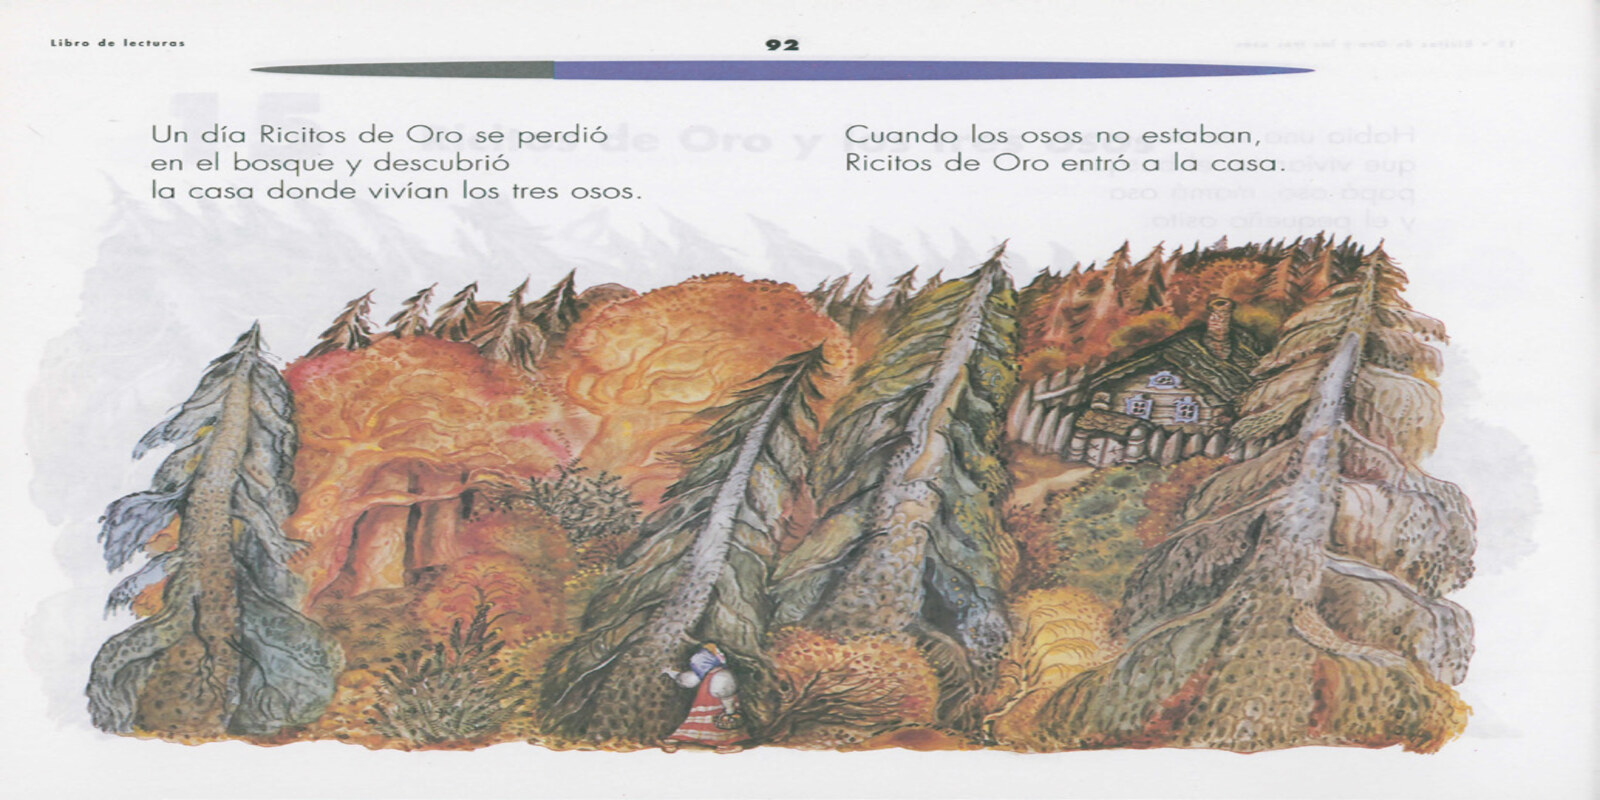 Libro de lecturas
92
Un día Ricitos de Oro se perdió
en el bosque y descubrió
la casa donde vivían los tres osos.
Cuando los osos no estaban,
Ricitos de Oro entró a la casa.